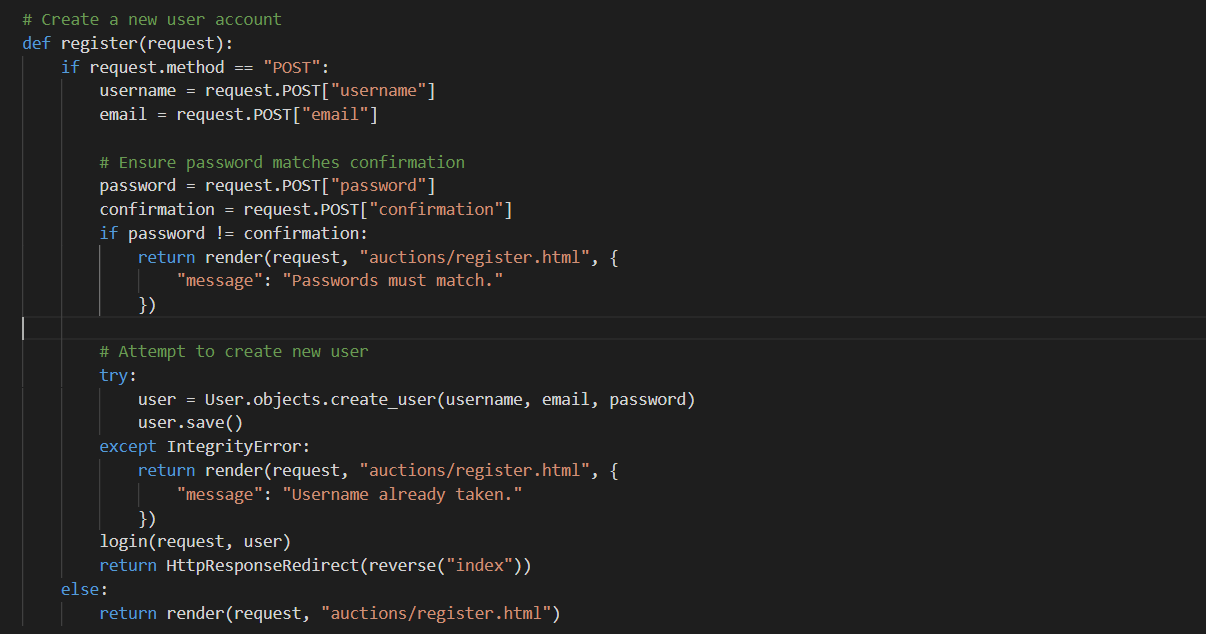 # Create a new user account
def register(request):
    if request.method == "POST":
        username = request.POST["username"]
        email = request.POST["email"]

        # Ensure password matches confirmation
        password = request.POST["password"]
        confirmation = request.POST["confirmation"]
        if password != confirmation:
            return render(request, "auctions/register.html", {
                "message": "Passwords must match."
            })

        # Attempt to create new user
        try:
            user = User.objects.create_user(username, email, password)
            user.save()
        except IntegrityError:
            return render(request, "auctions/register.html", {
                "message": "Username already taken."
            })
        login(request, user)
        return HttpResponseRedirect(reverse("index"))
    else:
        return render(request, "auctions/register.html")